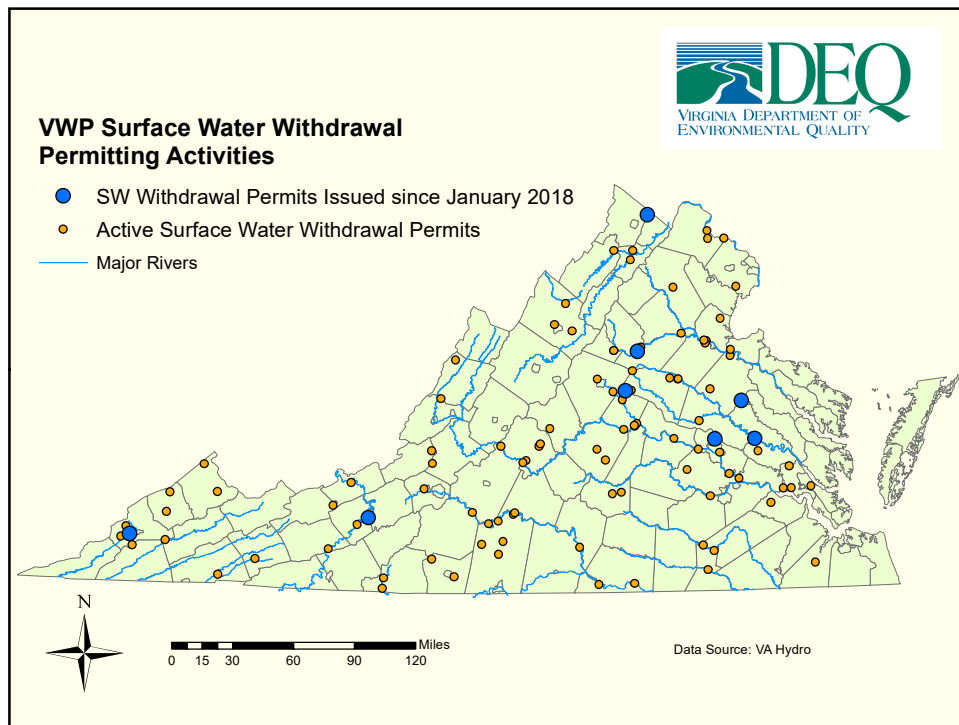 DEQ
VIRGINIA DEPARTMENT OF
ENVIRONMENTAL QUALITY
VWP Surface Water Withdrawal
Permitting Activities
SW Withdrawal Permits Issued since January 2018
Active Surface Water Withdrawal Permits
Major Rivers
N
Miles
0 15 30 60 90 120
Data Source: VA Hydro